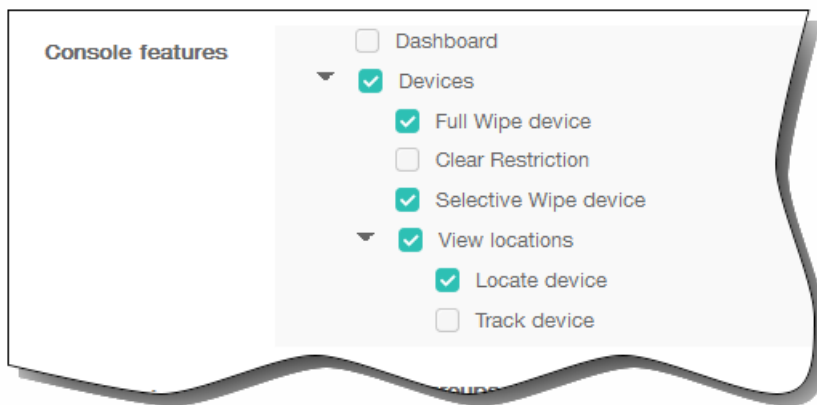 Dashboard
Console features
Devices
Full Wipe device
Clear Restriction
Selective Wipe device
View locations
Locate device
Track device